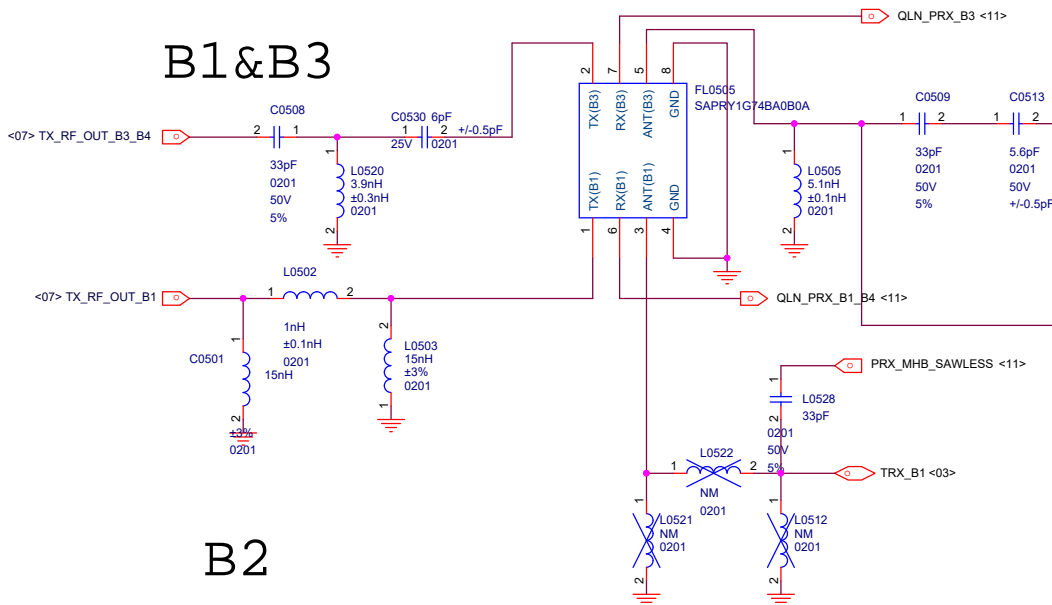 QLN_PRX_B3 <11>
B1&B3
2
7
5
8
TX(B3)
RX(B3)
ANT(B3)
GND
FL0505
SAPRY1G74BA0B0A
TX(B1)
RX(B1)
ANT(B1)
GND
1
6
3
4
<07> TX_RF_OUT_B3_B4
C0508
2
1
33pF
0201
50V
5%
1
L0520
3.9nH
±0.3nH
0201
2
C0530 6pF
1
2
+/-0.5pF
25V
0201
1
L0505
5.1nH
±0.1nH
0201
2
C0509
1
2
33pF
0201
50V
5%
C0513
1
2
5.6pF
0201
50V
+/-0.5pF
<07> TX_RF_OUT_B1
L0502
1
2
1nH
±0.1nH
0201
1
C0501
15nH
2
±3%
0201
2
L0503
15nH
±3%
0201
1
QLN_PRX_B1_B4 <11>
PRX_MHB_SAWLESS <11>
1
L0528
33pF
2
0201
50V
5%
L0522
1
2
NM
0201
TRX_B1 <03>
1
L0521
NM
0201
2
1
L0512
NM
0201
2
B2